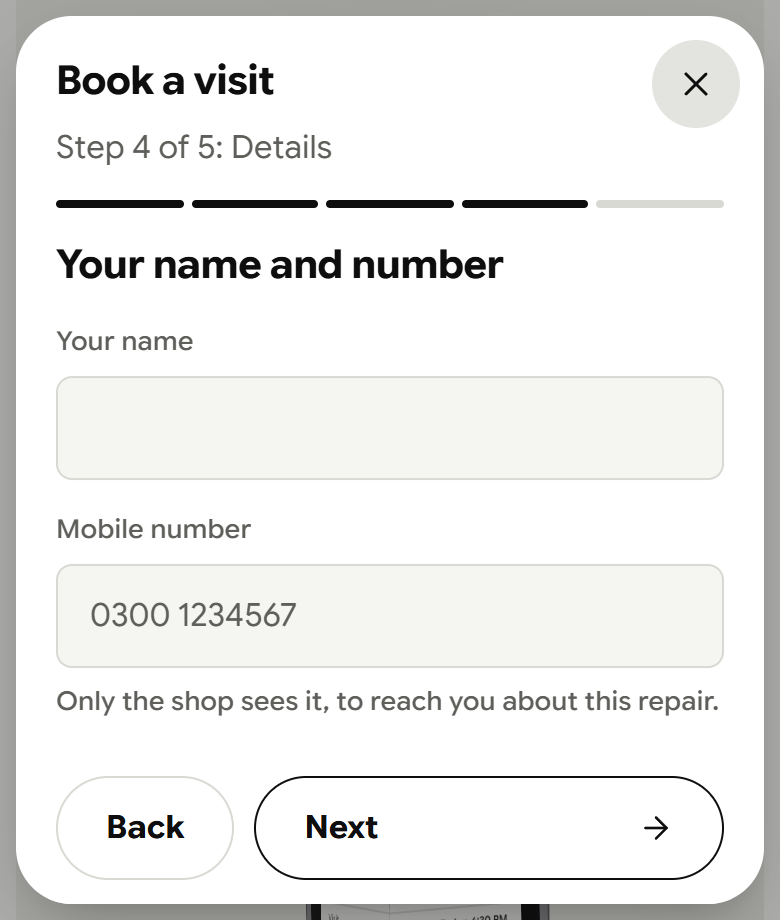 Book a visit
Step 4 of 5: Details
Your name and number
Your name
Mobile number
0300 1234567
Only the shop sees it, to reach you about this repair.
Back
Next